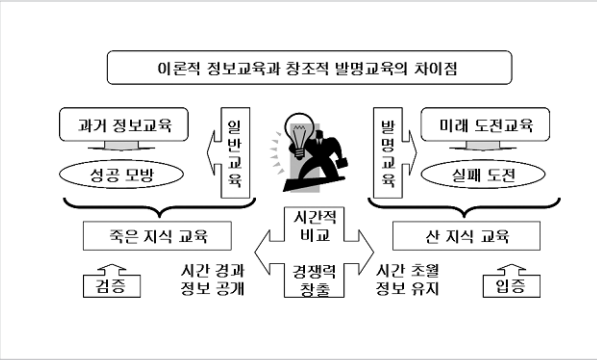 이론적 정보교육과 창조적 발명교육의 차이점
과거 정보교육
성공 모방
일반교육
발명교육
미래 도전교육
실패 도전
죽은 지식 교육
시간적
비교
산 지식 교육
검증
시간 경과
정보 공개
경쟁력
창출
시간 초월
정보 유지
입증